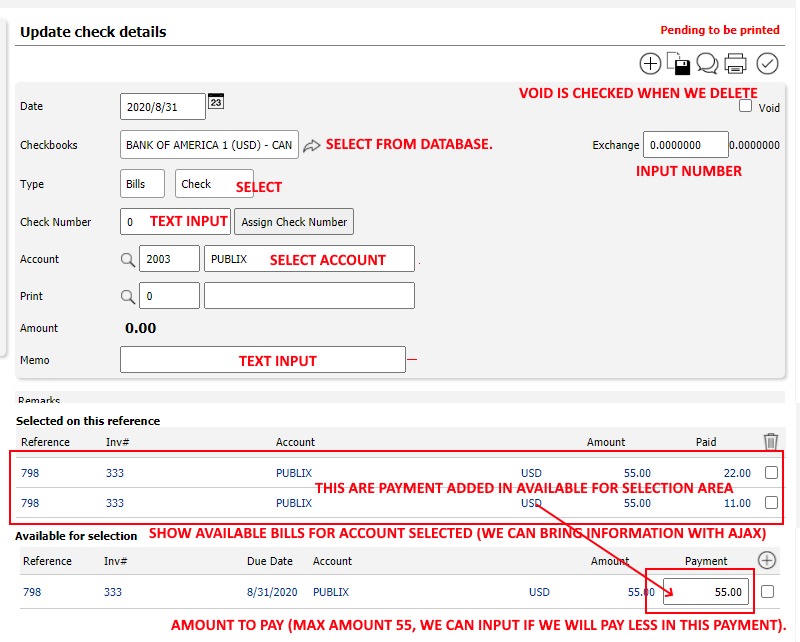 Update check details
Pending to be printed
VOID IS CHECKED WHEN WE DELETE
Date 2020/8/31 23 Void
Checkbooks BANK OF AMERICA 1 (USD) - CAN SELECT FROM DATABASE. Exchange 0.0000000 0.0000000
INPUT NUMBER
Type Bills Check SELECT
Check Number 0 TEXT INPUT Assign Check Number
Account 2003 PUBLIX SELECT ACCOUNT
Print 0
Amount 0.00
Memo TEXT INPUT
Remarks
Selected on this reference
Reference Inv# Account Amount Paid
798 333 PUBLIX USD 55.00 22.00
THIS ARE PAYMENT ADDED IN AVAILABLE FOR SELECTION AREA
798 333 PUBLIX USD 55.00 11.00
Available for selection SHOW AVAILABLE BILLS FOR ACCOUNT SELECTED (WE CAN BRING INFORMATION WITH AJAX)
Reference Inv# Due Date Account Amount Payment
798 333 8/31/2020 PUBLIX USD 55.00 55.00
AMOUNT TO PAY (MAX AMOUNT 55, WE CAN INPUT IF WE WILL PAY LESS IN THIS PAYMENT).